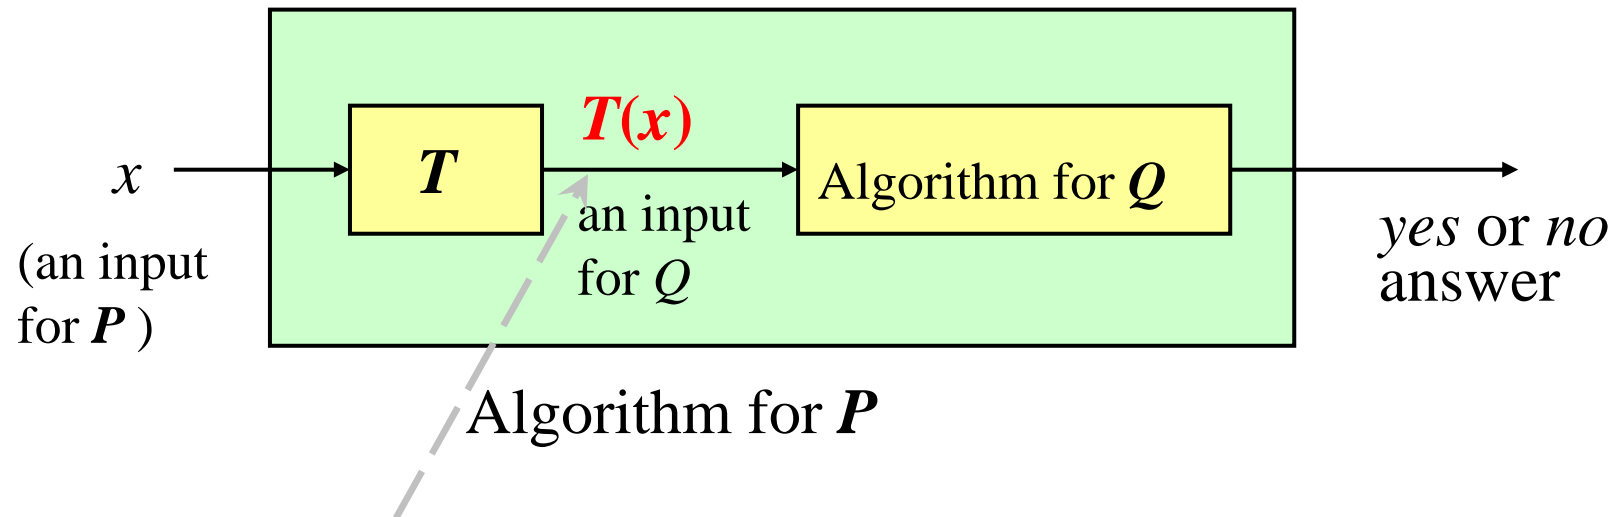 x
(an input
for P )
T
T(x)
an input
for Q
Algorithm for Q
yes or no
answer
Algorithm for P